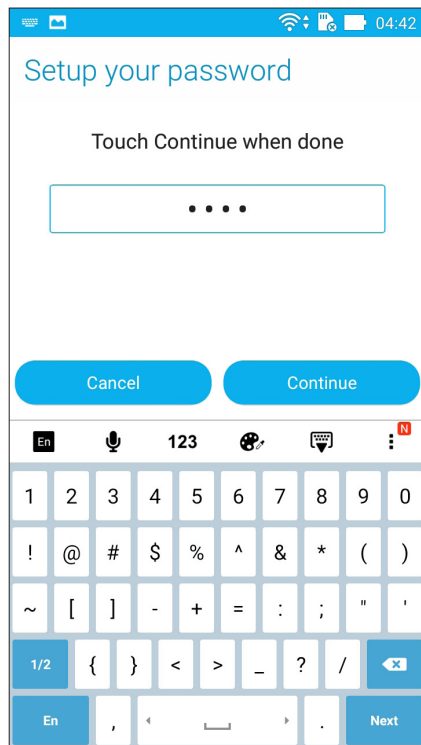 04:42
Setup your password
Touch Continue when done
••••
Cancel Continue
En 123 N
1 2 3 4 5 6 7 8 9 0
! @ # $ % ^ & * ( )
~ [ ] - + = : ; " '
1/2 { } < > _ ? /
En , . Next